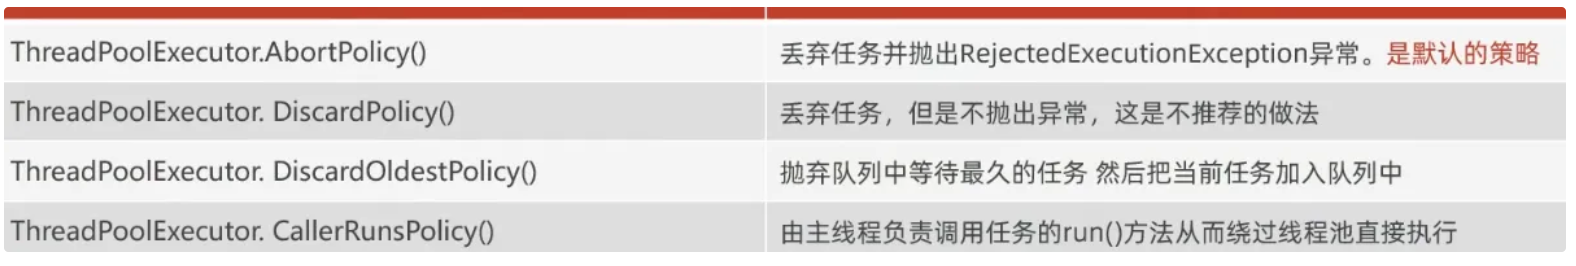 ThreadPoolExecutor.AbortPolicy() 丢弃任务并抛出RejectedExecutionException异常。是默认的策略
ThreadPoolExecutor. DiscardPolicy() 丢弃任务，但是不抛出异常，这是不推荐的做法
ThreadPoolExecutor. DiscardOldestPolicy() 抛弃队列中等待最久的任务 然后把当前任务加入队列中
ThreadPoolExecutor. CallerRunsPolicy() 由主线程负责调用任务的run()方法从而绕过线程池直接执行